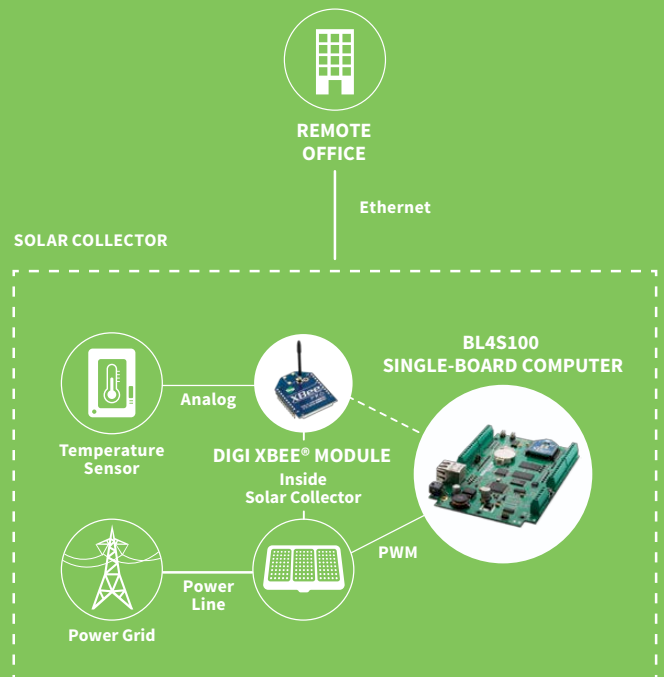 REMOTE
OFFICE
Ethernet
SOLAR COLLECTOR
BL4S100
SINGLE-BOARD COMPUTER
XBee
Analog
Temperature
Sensor
DIGI XBEE® MODULE
Inside
Solar Collector
PWM
Power
Line
Power Grid